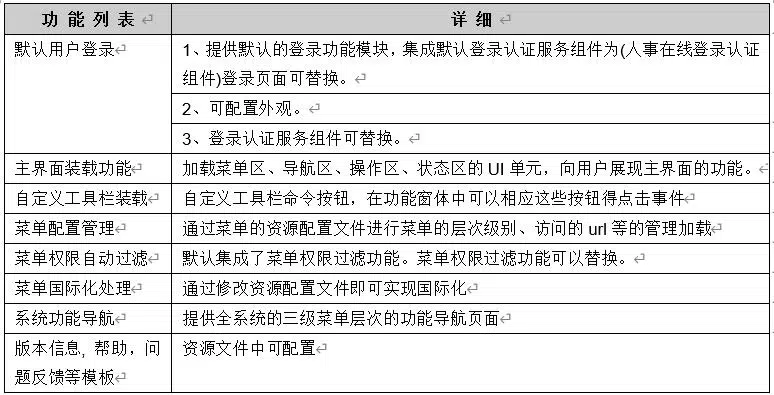 功 能 列 表
详 细
默认用户登录
1、提供默认的登录功能模块，集成默认登录认证服务组件为(人事在线登录认证
组件)登录页面可替换。
2、可配置外观。
3、登录认证服务组件可替换。
主界面装载功能
加载菜单区、导航区、操作区、状态区的 UI 单元，向用户展现主界面的功能。
自定义工具栏装载
自定义工具栏命令按钮，在功能窗体中可以相应这些按钮得点击事件
菜单配置管理
通过菜单的资源配置文件进行菜单的层次级别、访问的 url 等的管理加载
菜单权限自动过滤
默认集成了菜单权限过滤功能。菜单权限过滤功能可以替换。
菜单国际化处理
通过修改资源配置文件即可实现国际化
系统功能导航
提供全系统的三级菜单层次的功能导航页面
版本信息, 帮助，问
题反馈等模板
资源文件中可配置